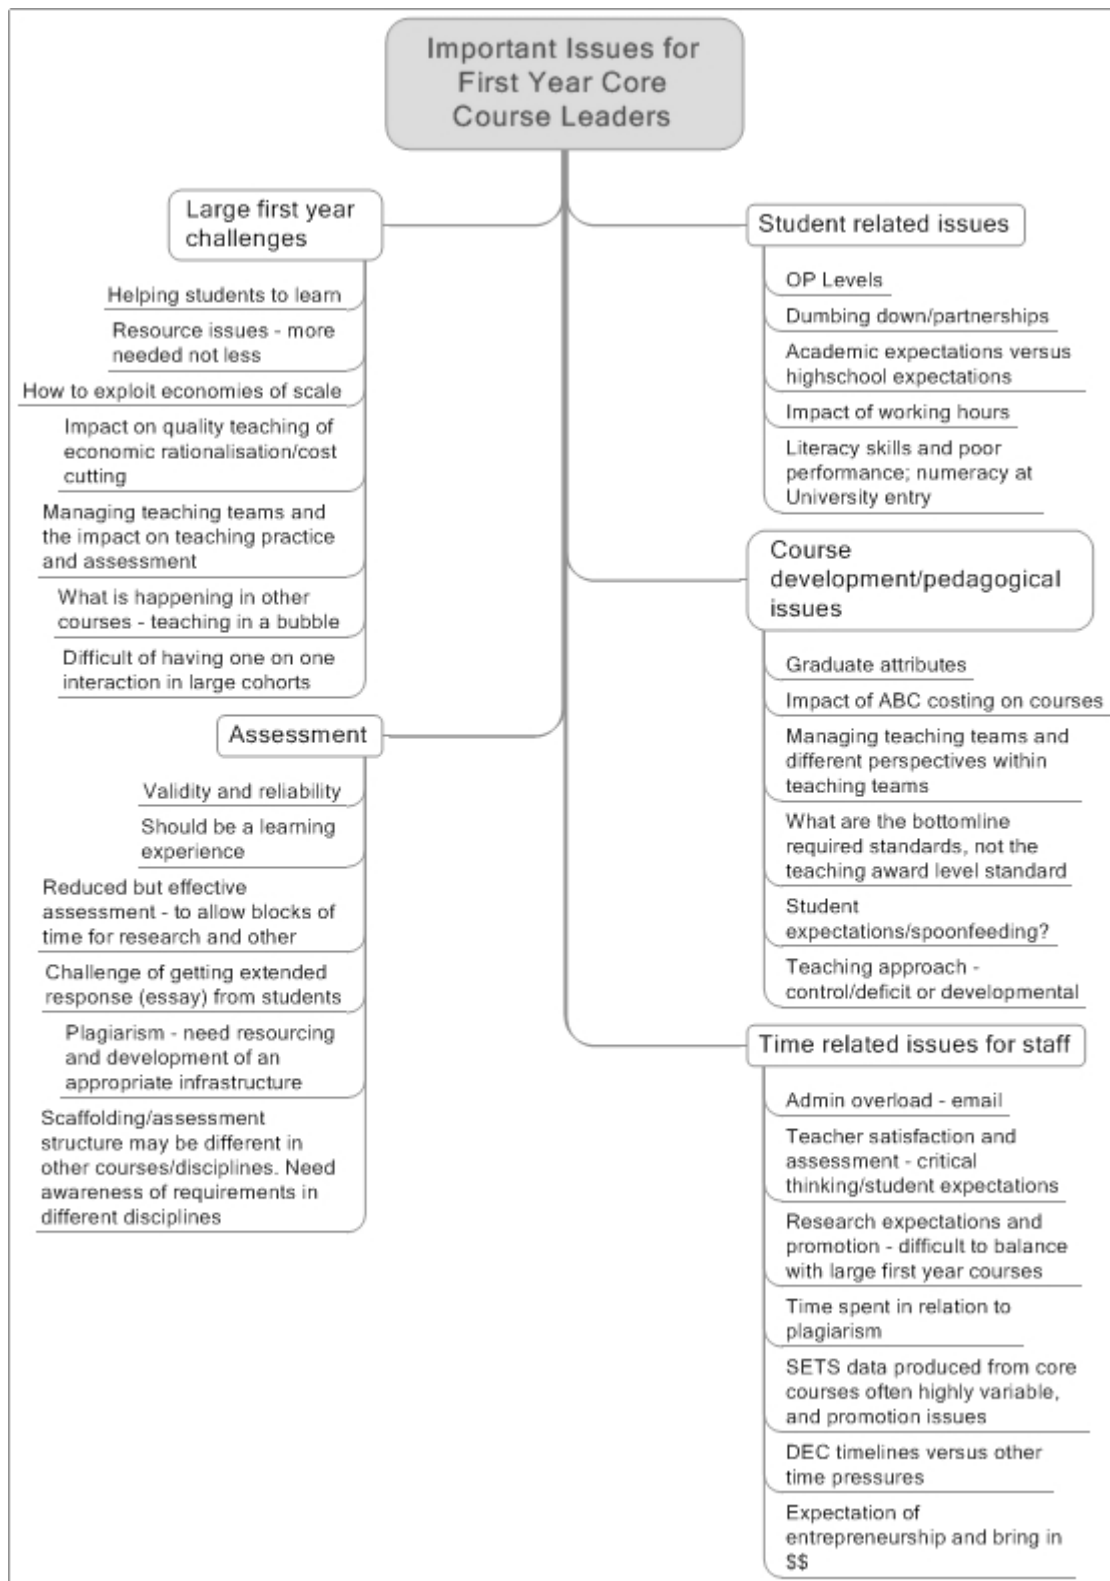 Important Issues for
First Year Core
Course Leaders
Large first year
challenges
Helping students to learn
Resource issues - more
needed not less
How to exploit economies of scale
Impact on quality teaching of
economic rationalisation/cost
cutting
Managing teaching teams and
the impact on teaching practice
and assessment
What is happening in other
courses - teaching in a bubble
Difficult of having one on one
interaction in large cohorts
Assessment
Validity and reliability
Should be a learning
experience
Reduced but effective
assessment - to allow blocks of
time for research and other
Challenge of getting extended
response (essay) from students
Plagiarism - need resourcing
and development of an
appropriate infrastructure
Scaffolding/assessment
structure may be different in
other courses/disciplines. Need
awareness of requirements in
different disciplines
Student related issues
OP Levels
Dumbing down/partnerships
Academic expectations versus
highschool expectations
Impact of working hours
Literacy skills and poor
performance; numeracy at
University entry
Course
development/pedagogical
issues
Graduate attributes
Impact of ABC costing on courses
Managing teaching teams and
different perspectives within
teaching teams
What are the bottomline
required standards, not the
teaching award level standard
Student
expectations/spoonfeeding?
Teaching approach -
control/deficit or developmental
Time related issues for staff
Admin overload - email
Teacher satisfaction and
assessment - critical
thinking/student expectations
Research expectations and
promotion - difficult to balance
with large first year courses
Time spent in relation to
plagiarism
SETS data produced from core
courses often highly variable,
and promotion issues
DEC timelines versus other
time pressures
Expectation of
entrepreneurship and bring in
$$